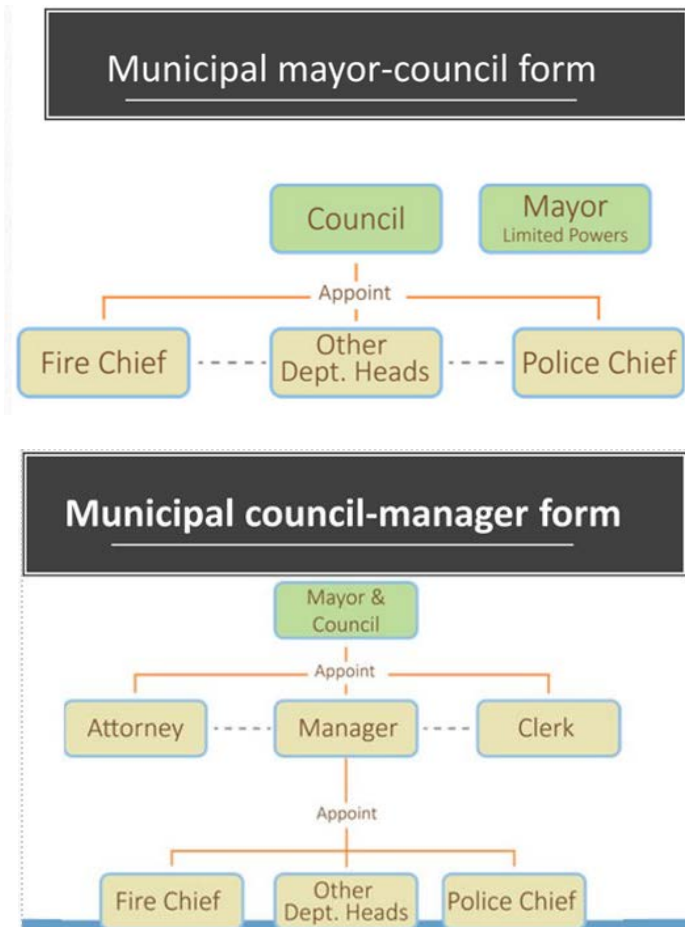 Municipal mayor-council form
Council
Mayor
Limited Powers
Appoint
Fire Chief
Other
Dept. Heads
Police Chief
Municipal council-manager form
Mayor &
Council
Appoint
Attorney
Manager
Clerk
Appoint
Fire Chief
Other
Dept. Heads
Police Chief